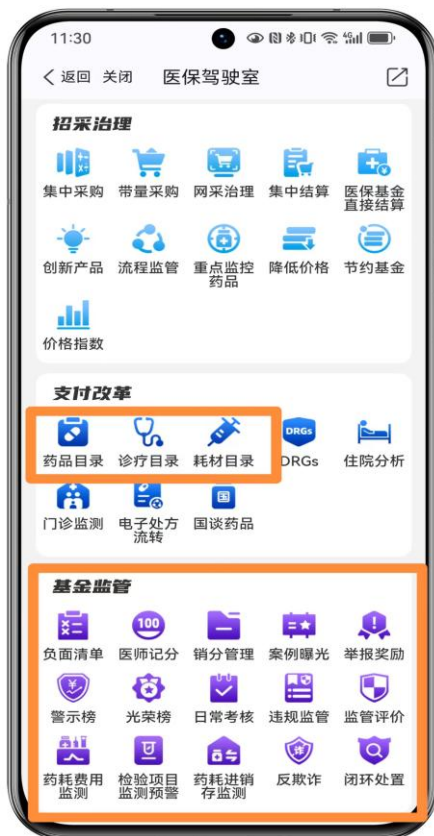 11:30
返回 关闭 医保驾驶室
招采治理
集中采购 带量采购 网采治理 集中结算 医保基金
直接结算
创新产品 流程监管 重点监控 降低价格 节约基金
药品
价格指数
支付改革
DRGs
药品目录 诊疗目录 耗材目录 DRGs 住院分析
国
门诊监测 电子处方 国谈药品
流转
基金监管
100
负面清单 医师记分 销分管理 案例曝光 举报奖励
警示榜 光荣榜 日常考核 违规监管 监管评价
药耗费用 检验项目 药耗进销 反欺诈 闭环处置
监测 监测预警 存监测